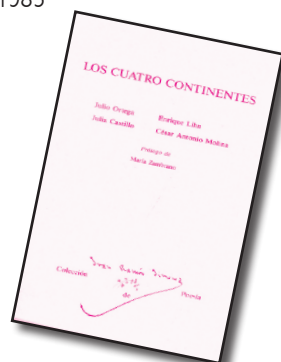 1985
LOS CUATRO CONTINENTES
Julio Ortega
Enrique Lihn
Julia Castillo
César Antonio Molina
Prólogo de
María Zambrano
Colección
de
Poesía